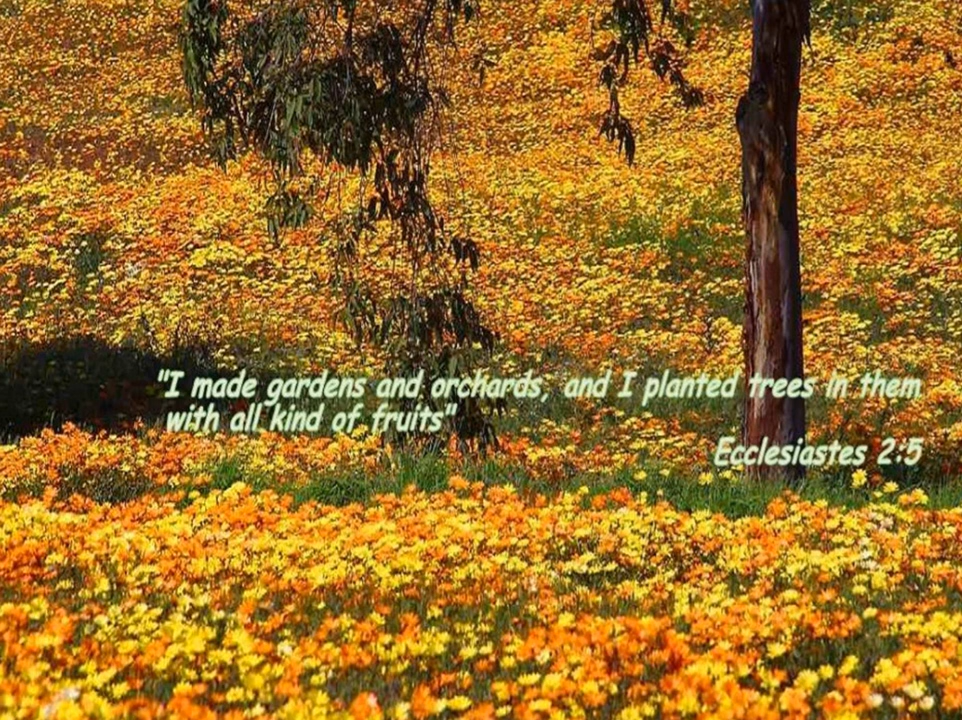 "I made gardens and orchards, and I planted trees in them
with all kind of fruits"
Ecclesiastes 2:5